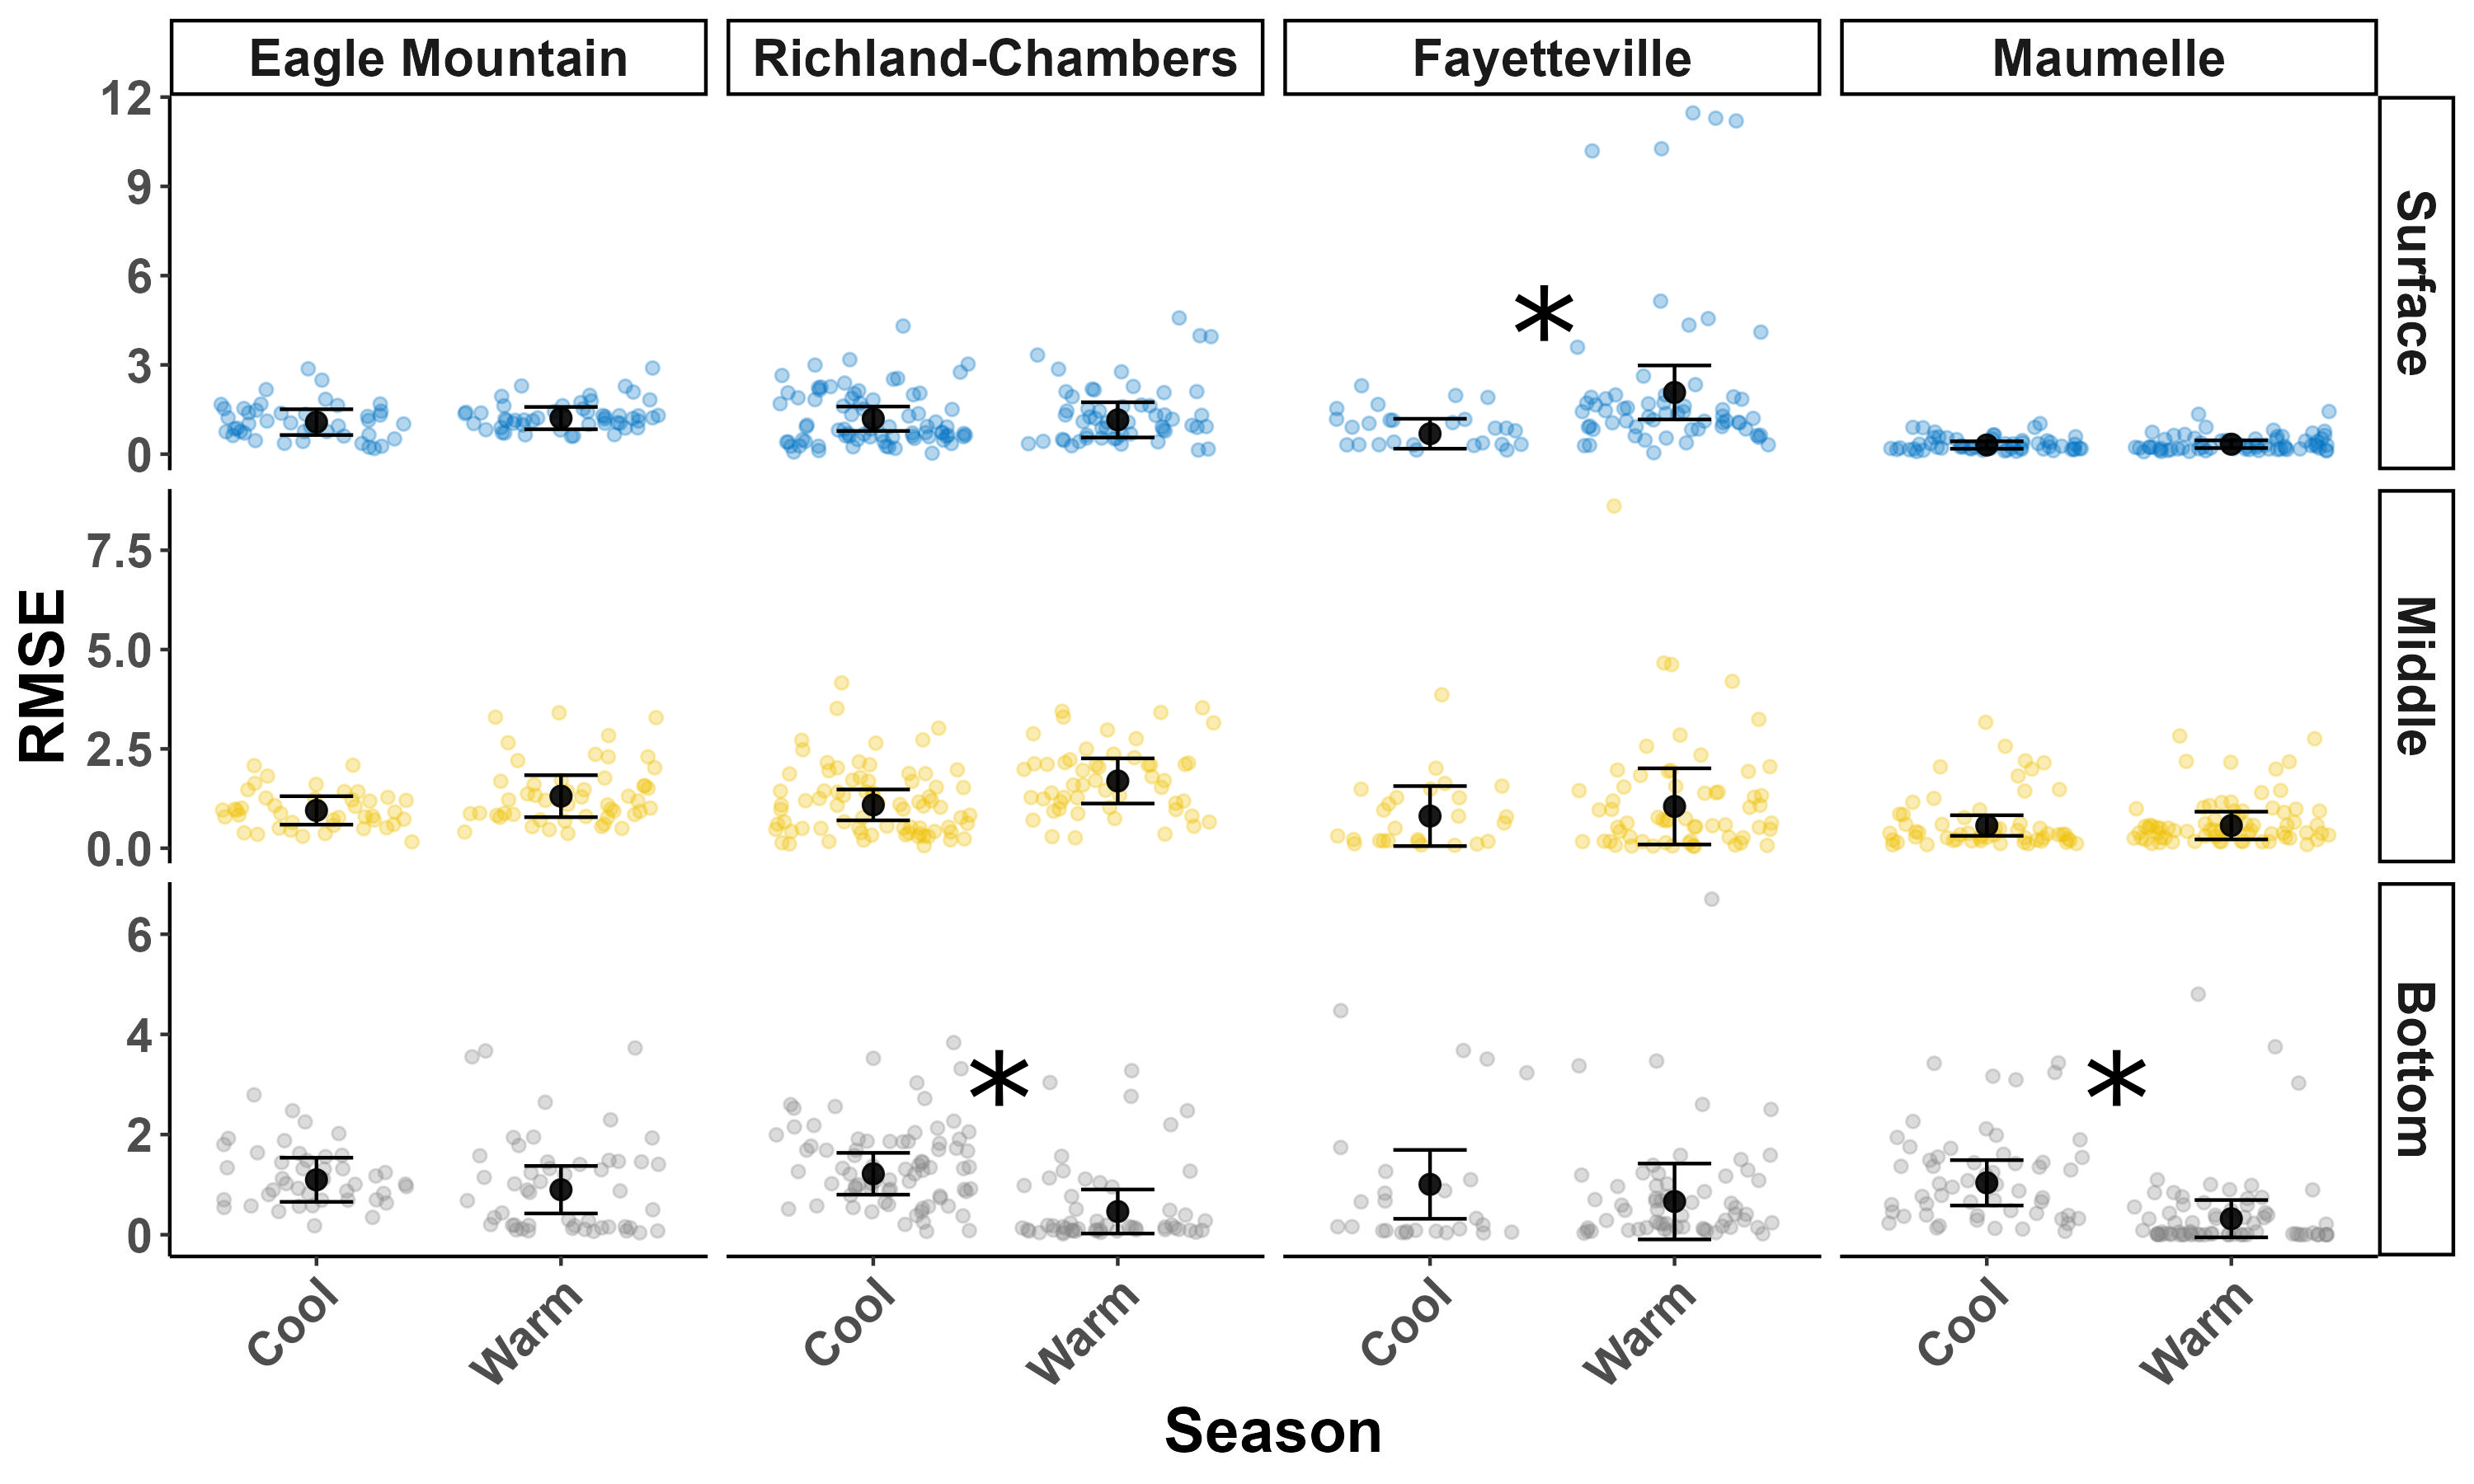 Eagle Mountain
Richland-Chambers
Fayetteville
Maumelle
12
9
6
3
0
Surface
*
7.5
5.0
2.5
0.0
Middle
6
4
2
0
Bottom
*
*
RMSE
Cool
Warm
Cool
Warm
Cool
Warm
Cool
Warm
Season